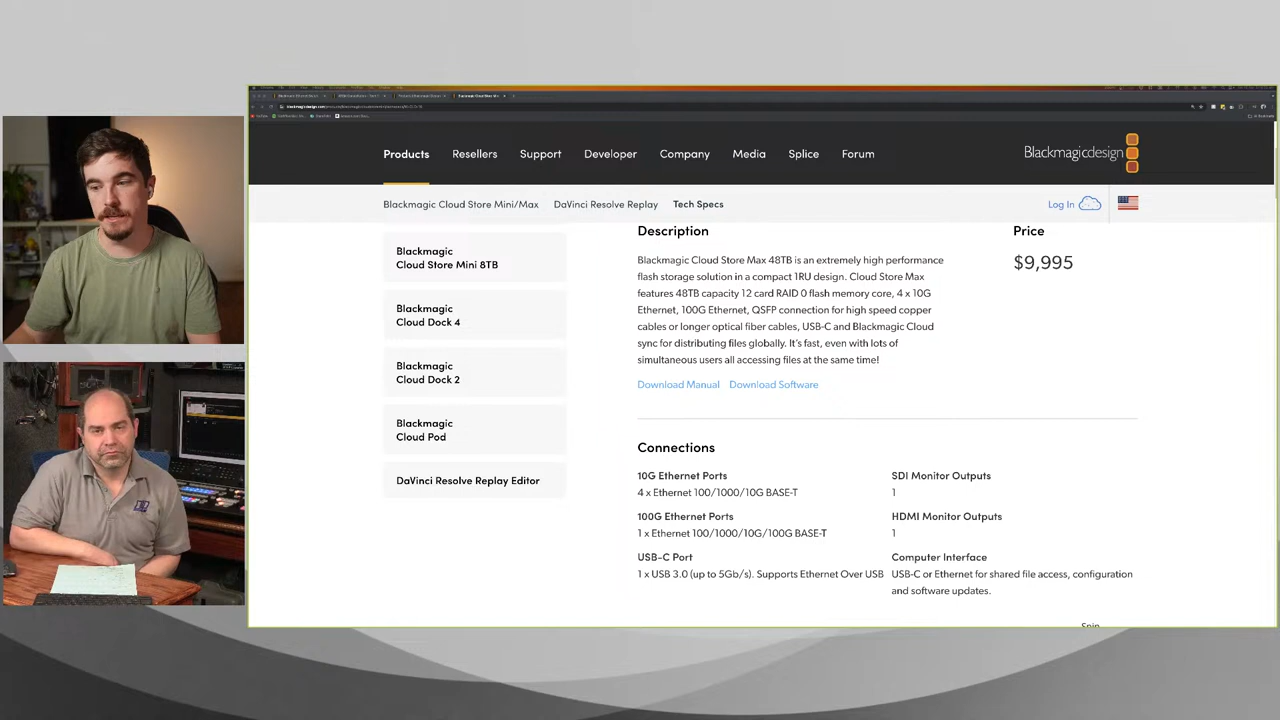 Products Resellers Support Developer Company Media Splice Forum
Blackmagicdesign
Blackmagic Cloud Store Mini/Max DaVinci Resolve Replay Tech Specs
Log In
Blackmagic
Cloud Store Mini 8TB
Blackmagic
Cloud Dock 4
Blackmagic
Cloud Dock 2
Blackmagic
Cloud Pod
DaVinci Resolve Replay Editor
Description
Blackmagic Cloud Store Max 48TB is an extremely high performance
flash storage solution in a compact 1RU design. Cloud Store Max
features 48TB capacity 12 card RAID 0 flash memory core, 4 x 10G
Ethernet, 100G Ethernet, QSFP connection for high speed copper
cables or longer optical fiber cables, USB-C and Blackmagic Cloud
sync for distributing files globally. It's fast, even with lots of
simultaneous users all accessing files at the same time!
Download Manual Download Software
Price
$9,995
Connections
10G Ethernet Ports
4 x Ethernet 100/1000/10G BASE-T
100G Ethernet Ports
1 x Ethernet 100/1000/10G/100G BASE-T
USB-C Port
1 x USB 3.0 (up to 5Gb/s). Supports Ethernet Over USB
SDI Monitor Outputs
1
HDMI Monitor Outputs
1
Computer Interface
USB-C or Ethernet for shared file access, configuration
and software updates.